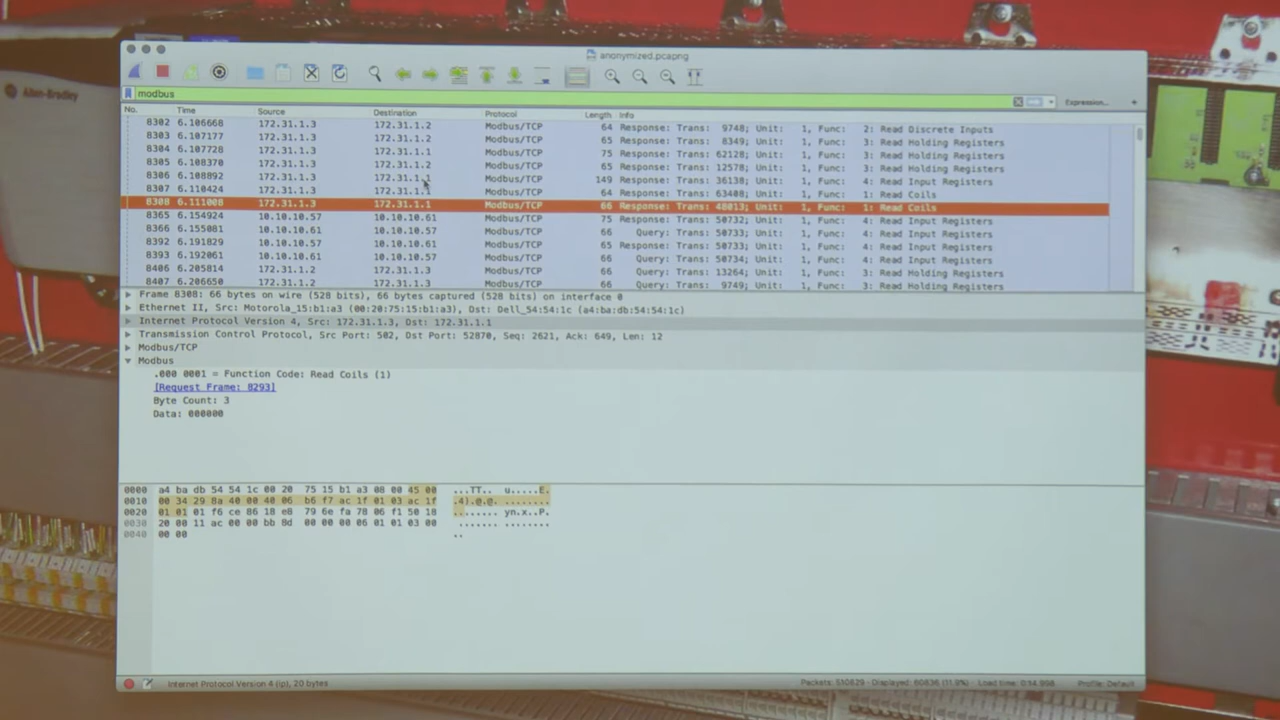 Allen-Bradley
anonymized.pcapng
modbus
Expression...
+
No. Time Source Destination Protocol Length Info
8302 6.106668 172.31.1.3 172.31.1.2 Modbus/TCP 64 Response: Trans: 9748; Unit: 1, Func: 2: Read Discrete Inputs
8303 6.107177 172.31.1.3 172.31.1.2 Modbus/TCP 65 Response: Trans: 8349; Unit: 1, Func: 3: Read Holding Registers
8304 6.107728 172.31.1.3 172.31.1.1 Modbus/TCP 75 Response: Trans: 62128; Unit: 1, Func: 3: Read Holding Registers
8305 6.108370 172.31.1.3 172.31.1.2 Modbus/TCP 65 Response: Trans: 12578; Unit: 1, Func: 3: Read Holding Registers
8306 6.108892 172.31.1.3 172.31.1.1 Modbus/TCP 149 Response: Trans: 36138; Unit: 1, Func: 4: Read Input Registers
8307 6.110424 172.31.1.3 172.31.1.1 Modbus/TCP 64 Response: Trans: 63408; Unit: 1, Func: 1: Read Coils
8308 6.111008 172.31.1.3 172.31.1.1 Modbus/TCP 66 Response: Trans: 48013; Unit: 1, Func: 1: Read Coils
8365 6.154924 10.10.10.57 10.10.10.61 Modbus/TCP 75 Response: Trans: 50732; Unit: 1, Func: 4: Read Input Registers
8366 6.155081 10.10.10.61 10.10.10.57 Modbus/TCP 66 Query: Trans: 50733; Unit: 1, Func: 4: Read Input Registers
8392 6.191829 10.10.10.57 10.10.10.61 Modbus/TCP 65 Response: Trans: 50733; Unit: 1, Func: 4: Read Input Registers
8393 6.192061 10.10.10.61 10.10.10.57 Modbus/TCP 66 Query: Trans: 50734; Unit: 1, Func: 4: Read Input Registers
8406 6.205814 172.31.1.2 172.31.1.3 Modbus/TCP 66 Query: Trans: 13264; Unit: 1, Func: 3: Read Holding Registers
8407 6.206650 172.31.1.2 172.31.1.3 Modbus/TCP 66 Query: Trans: 9749; Unit: 1, Func: 3: Read Holding Registers
Frame 8308: 66 bytes on wire (528 bits), 66 bytes captured (528 bits) on interface 0
Ethernet II, Src: Motorola_15:b1:a3 (00:20:75:15:b1:a3), Dst: Dell_54:54:1c (a4:ba:db:54:54:1c)
Internet Protocol Version 4, Src: 172.31.1.3, Dst: 172.31.1.1
Transmission Control Protocol, Src Port: 502, Dst Port: 52870, Seq: 2621, Ack: 649, Len: 12
Modbus/TCP
Modbus
.000 0001 = Function Code: Read Coils (1)
[Request Frame: 8293]
Byte Count: 3
Data: 000000
0000 a4 ba db 54 54 1c 00 20 75 15 b1 a3 08 00 45 00 ...TT.. u.....E.
0010 00 34 29 8a 40 00 40 06 b6 f7 ac 1f 01 03 ac 1f .4).@.@. ........
0020 01 01 01 f6 ce 86 18 e8 79 6e fa 78 06 f1 50 18 ........ yn.x..P.
0030 20 00 11 ac 00 00 bb 8d 00 00 00 06 01 01 03 00 ....... ........
0040 00 00 ..
Internet Protocol Version 4 (ip), 20 bytes
Packets: 510829 · Displayed: 60836 (11.9%) · Load time: 0:14.998
Profile: Default